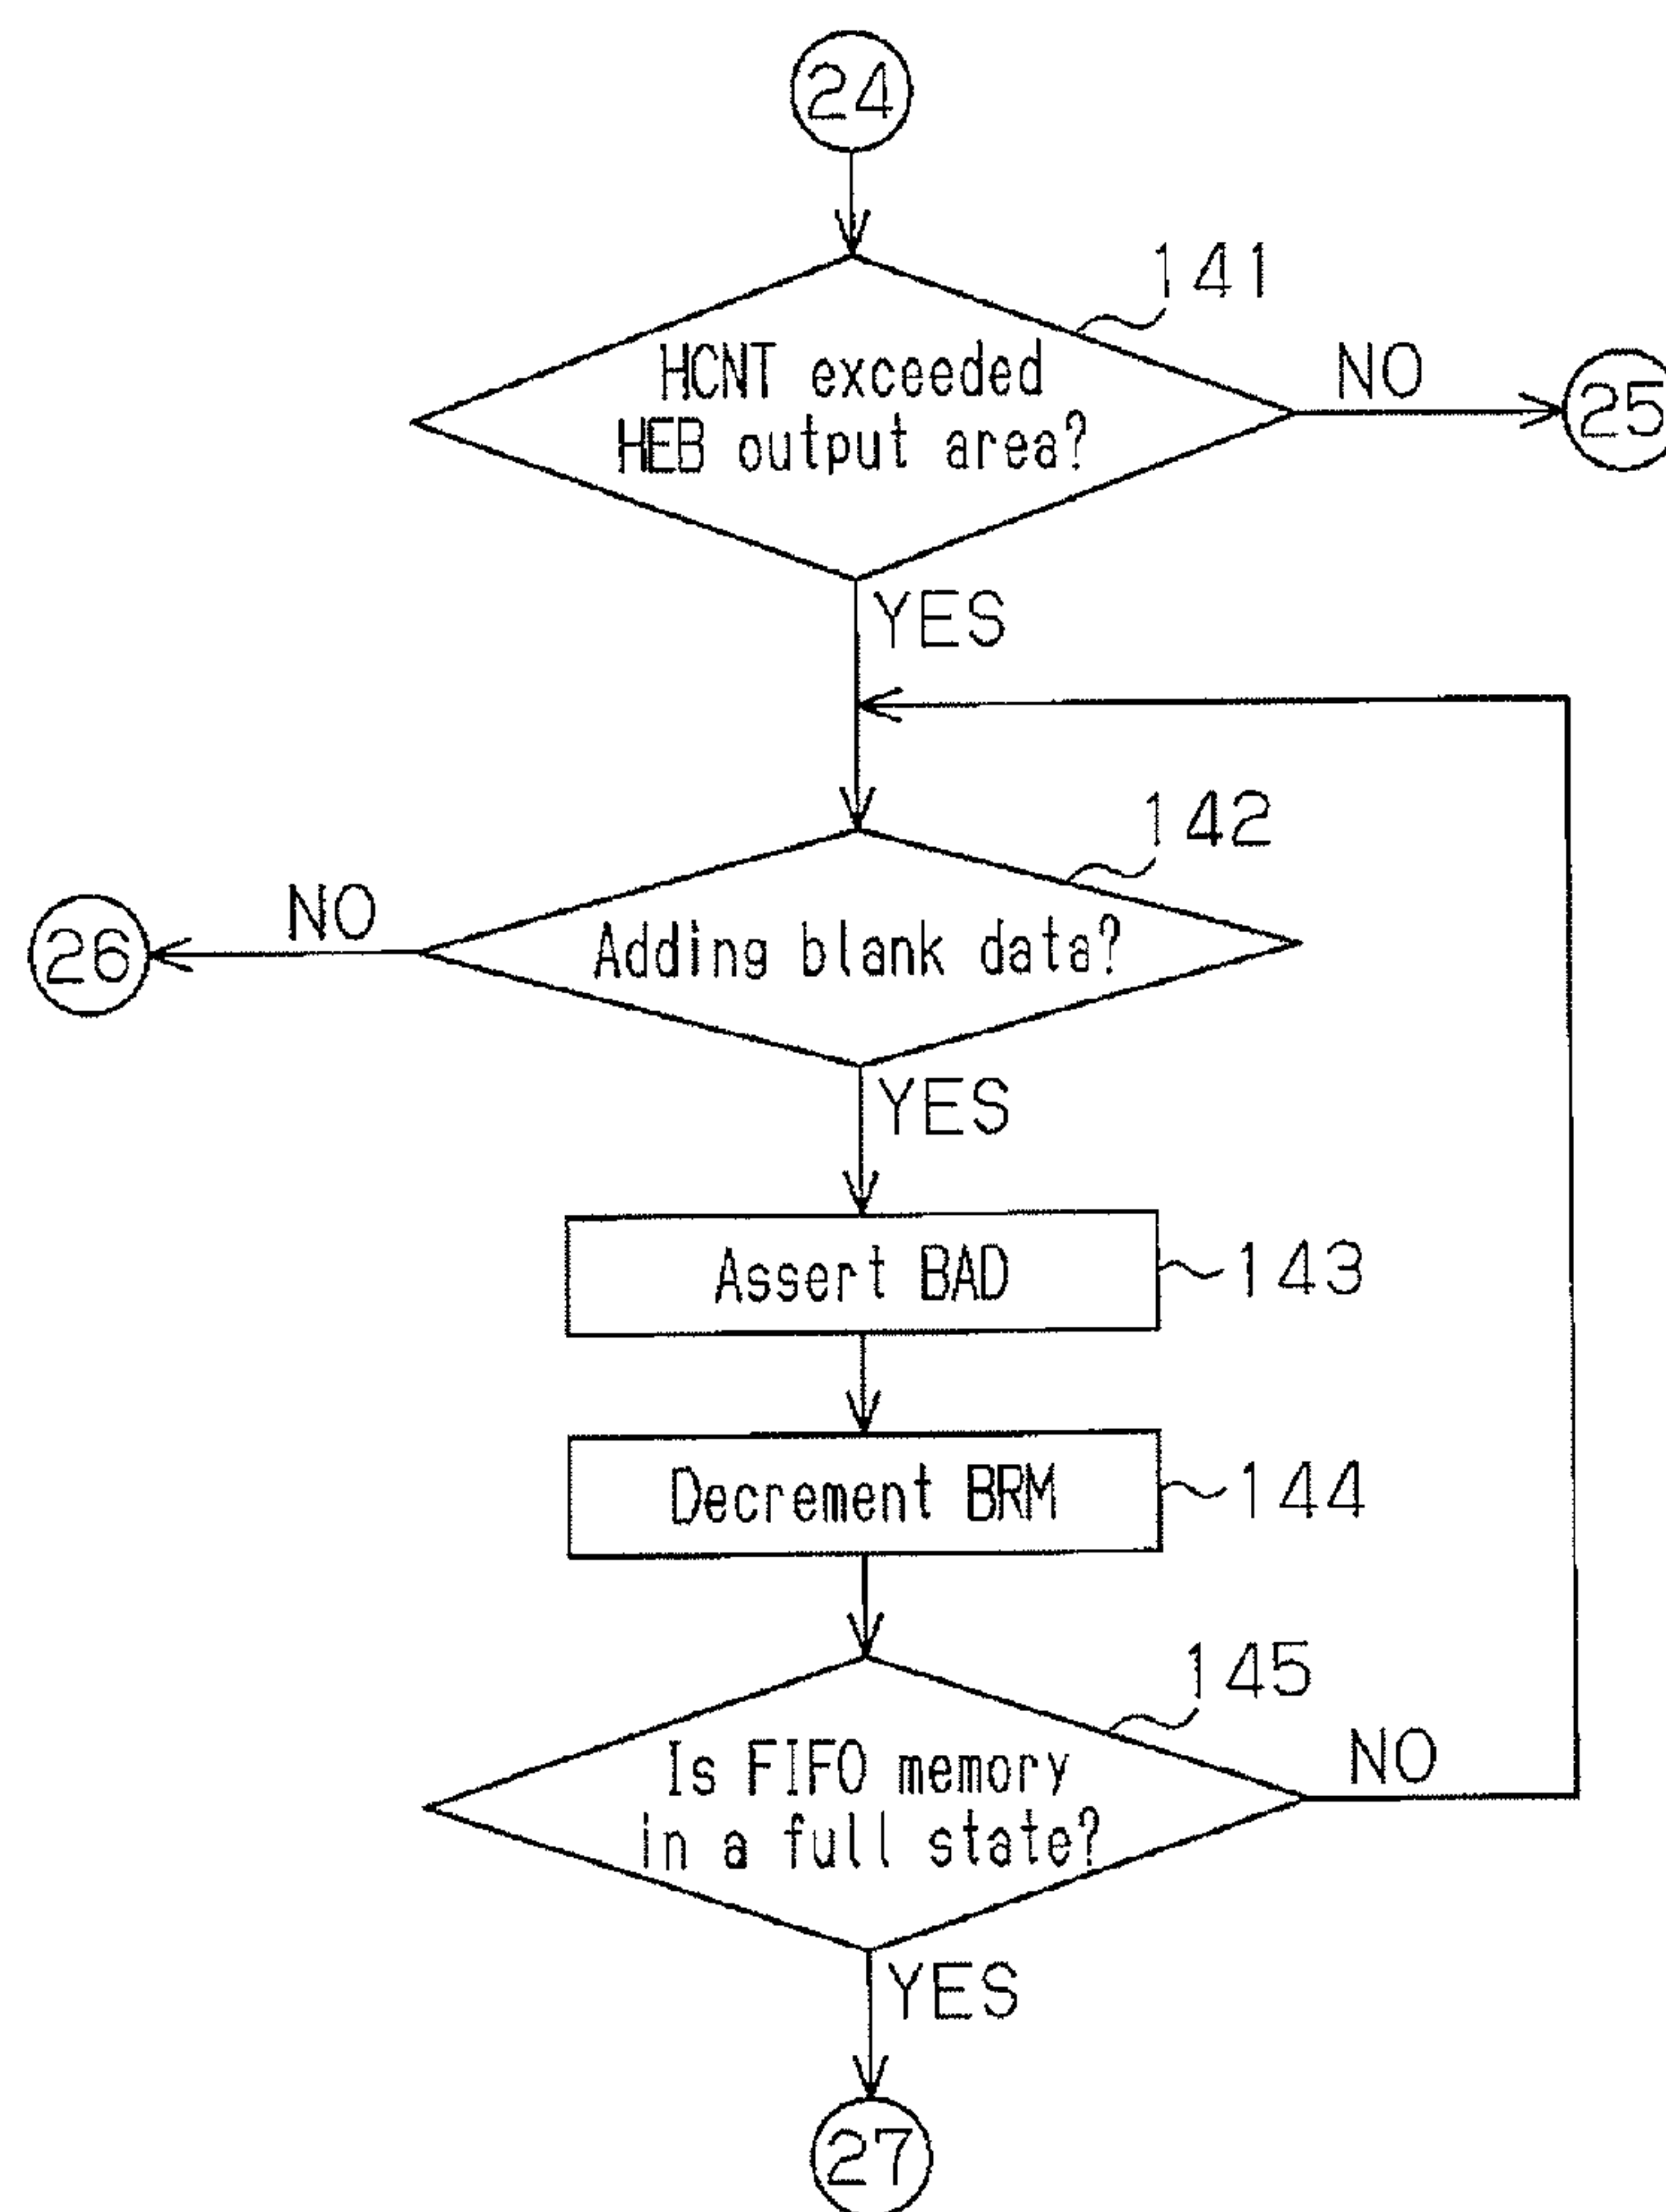 24
141
HCNT exceeded
HEB output area?
NO
25
YES
142
Adding blank data?
NO
26
YES
Assert BAD
143
Decrement BRM
144
145
Is FIFO memory
in a full state?
NO
YES
27